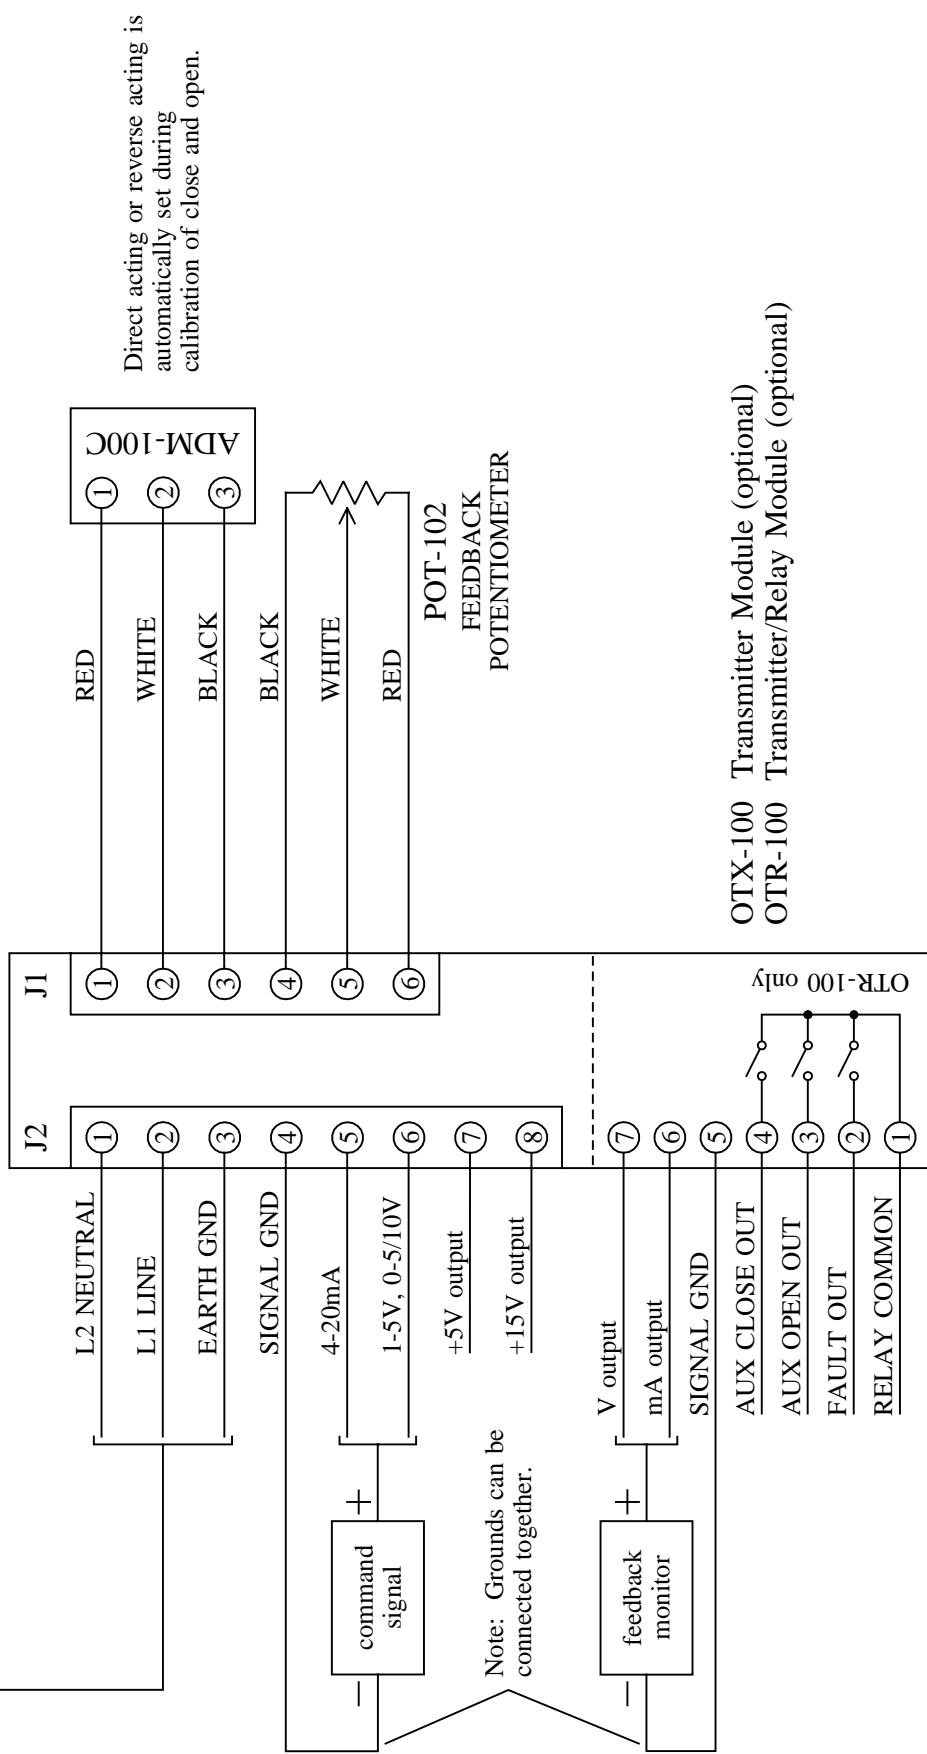 J2
J1
L2 NEUTRAL
L1 LINE
EARTH GND
SIGNAL GND
4-20mA
1-5V, 0-5/10V
+5V output
+15V output
1
2
3
4
5
6
7
8
1
2
3
4
5
6
RED
WHITE
BLACK
BLACK
WHITE
RED
1
2
3
ADM-100C
Direct acting or reverse acting is
automatically set during
calibration of close and open.
POT-102
FEEDBACK
POTENTIOMETER
−
command
signal
+
Note: Grounds can be
connected together.
−
feedback
monitor
+
V output
mA output
SIGNAL GND
AUX CLOSE OUT
AUX OPEN OUT
FAULT OUT
RELAY COMMON
7
6
5
4
3
2
1
OTR-100 only
OTX-100 Transmitter Module (optional)
OTR-100 Transmitter/Relay Module (optional)